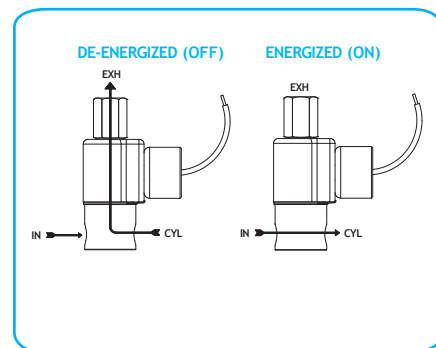 DE-ENERGIZED (OFF)
EXH
IN
CYL
ENERGIZED (ON)
EXH
IN
CYL